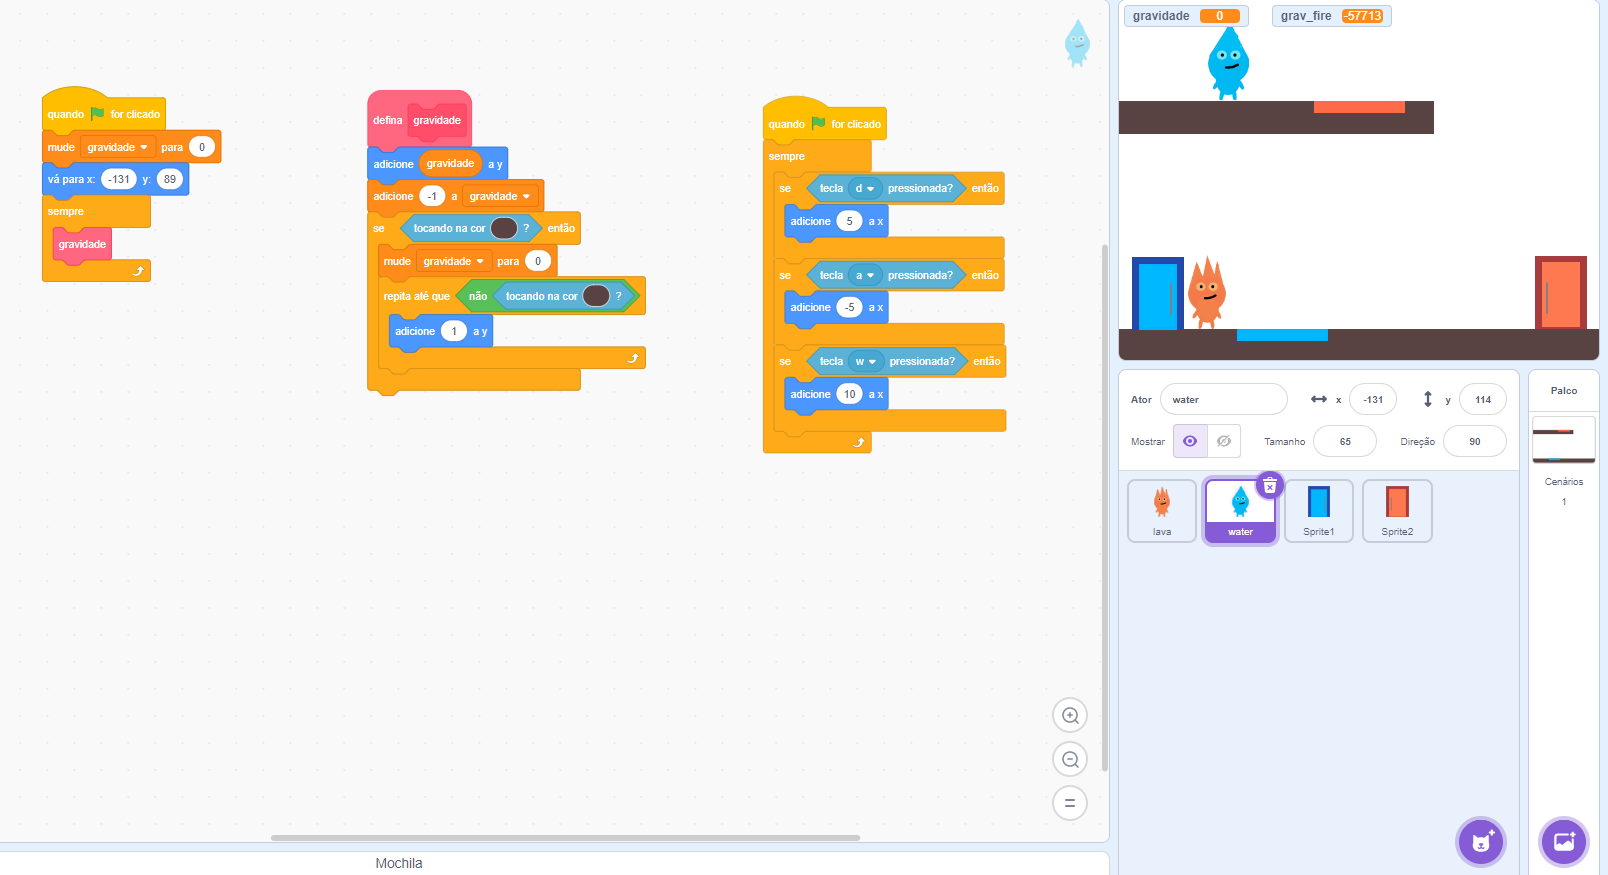 quando for clicado
mude gravidade para 0
vá para x: -131 y: 89
sempre
gravidade
defina gravidade
adicione gravidade a y
adicione -1 a gravidade
se tocando na cor ? então
mude gravidade para 0
repita até que não tocando na cor ?
adicione 1 a y
quando for clicado
sempre
se tecla d pressionada? então
adicione 5 a x
se tecla a pressionada? então
adicione -5 a x
se tecla w pressionada? então
adicione 10 a x
gravidade 0
grav_fire -57713
Ator water x -131 y 114
Mostrar Tamanho 65 Direção 90
lava
water
Sprite1
Sprite2
Palco
Cenários
1
Mochila